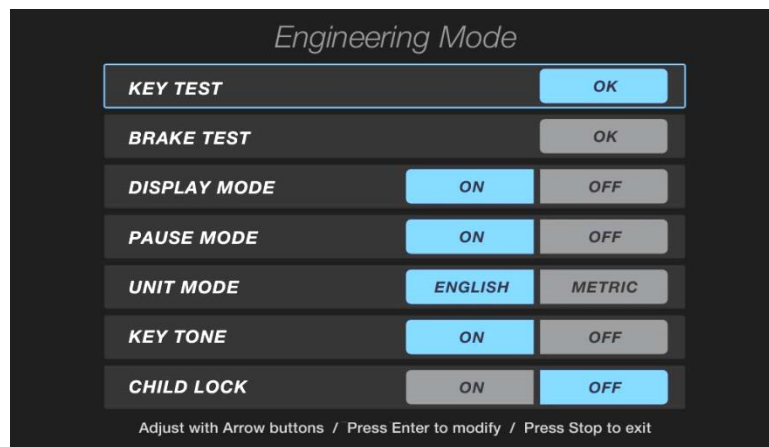 Engineering Mode
KEY TEST OK
BRAKE TEST OK
DISPLAY MODE ON OFF
PAUSE MODE ON OFF
UNIT MODE ENGLISH METRIC
KEY TONE ON OFF
CHILD LOCK ON OFF
Adjust with Arrow buttons / Press Enter to modify / Press Stop to exit